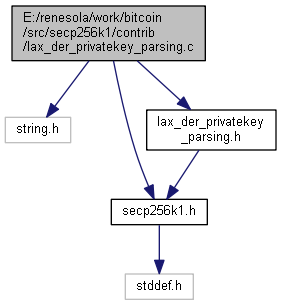 E:/renesola/work/bitcoin
/src/secp256k1/contrib
/lax_der_privatekey_parsing.c
string.h
lax_der_privatekey
_parsing.h
secp256k1.h
stddef.h